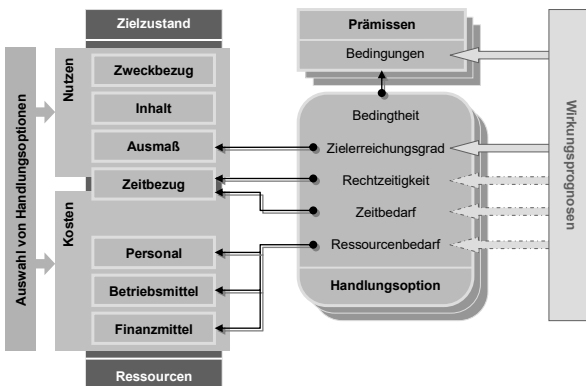 Auswahl von Handlungsoptionen
Zielzustand
Nutzen
Zweckbezug
Inhalt
Ausmaß
Zeitbezug
Kosten
Personal
Betriebsmittel
Finanzmittel
Ressourcen
Prämissen
Bedingungen
Bedingtheit
Zielerreichungsgrad
Rechtzeitigkeit
Zeitbedarf
Ressourcenbedarf
Handlungsoption
Wirkungsprognosen